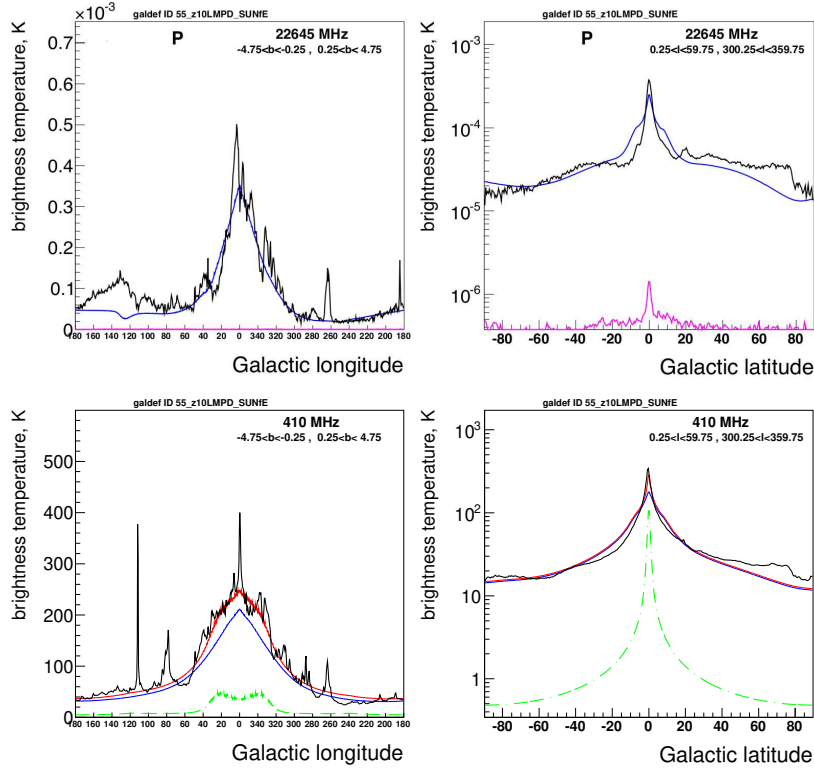 ×10⁻³
galdef ID 55_z10LMPD_SUNfE
P
22645 MHz
-4.75<b<-0.25 , 0.25<b< 4.75
brightness temperature, K
0.7
0.6
0.5
0.4
0.3
0.2
0.1
0
180 160 140 120 100 80 60 40 20 0 340 320 300 280 260 240 220 200 180
Galactic longitude
galdef ID 55_z10LMPD_SUNfE
P
22645 MHz
0.25<l<59.75 , 300.25<l<359.75
brightness temperature, K
10⁻³
10⁻⁴
10⁻⁵
10⁻⁶
-80 -60 -40 -20 0 20 40 60 80
Galactic latitude
galdef ID 55_z10LMPD_SUNfE
410 MHz
-4.75<b<-0.25 , 0.25<b< 4.75
brightness temperature, K
500
400
300
200
100
0
180 160 140 120 100 80 60 40 20 0 340 320 300 280 260 240 220 200 180
Galactic longitude
galdef ID 55_z10LMPD_SUNfE
410 MHz
0.25<l<59.75 , 300.25<l<359.75
brightness temperature, K
10³
10²
10
1
-80 -60 -40 -20 0 20 40 60 80
Galactic latitude